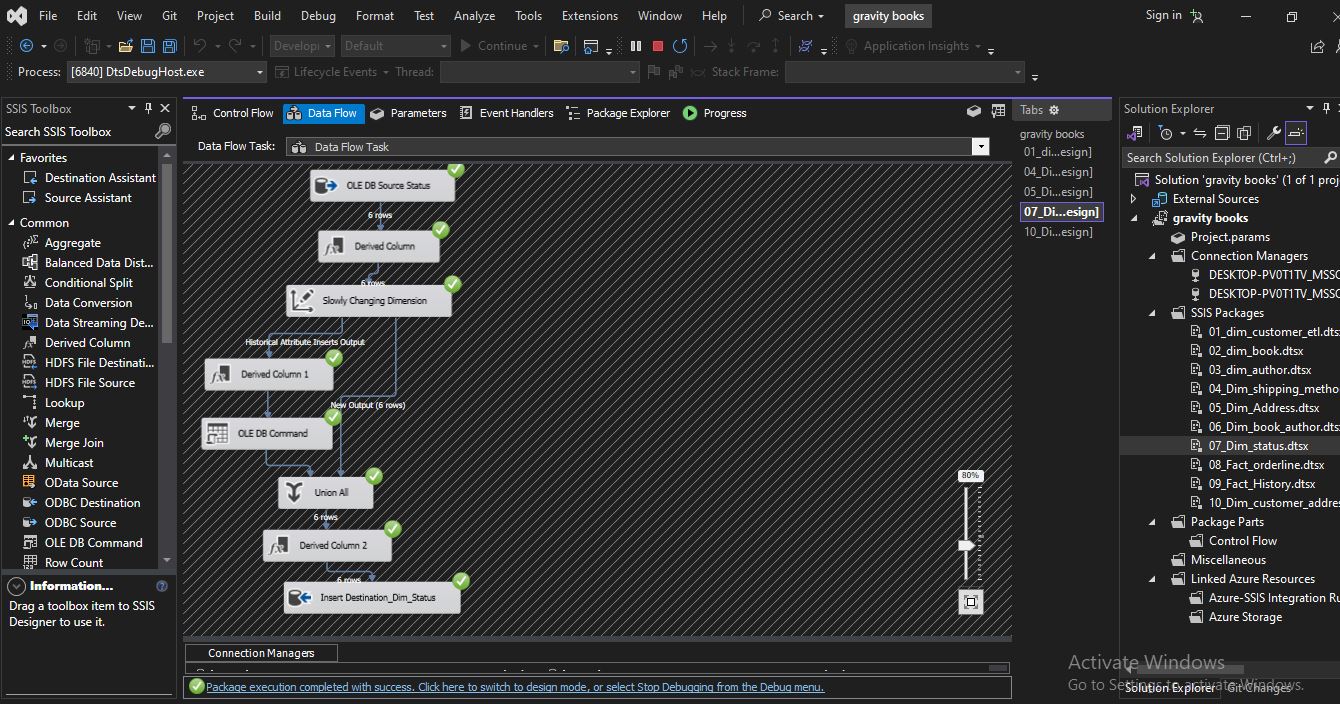 File Edit View Git Project Build Debug Format Test Analyze Tools Extensions Window Help Search gravity books Sign in
Developi Default Continue Application Insights
Process: [6840] DtsDebugHost.exe Lifecycle Events Thread: Stack Frame:
SSIS Toolbox
Search SSIS Toolbox
Favorites
Destination Assistant
Source Assistant
Common
Aggregate
Balanced Data Dist...
Conditional Split
Data Conversion
Data Streaming De...
Derived Column
HDFS File Destinati...
HDFS File Source
Lookup
Merge
Merge Join
Multicast
OData Source
ODBC Destination
ODBC Source
OLE DB Command
Row Count
Information...
Drag a toolbox item to SSIS
Designer to use it.
Control Flow Data Flow Parameters Event Handlers Package Explorer Progress
Data Flow Task: Data Flow Task
OLE DB Source Status
6 rows
Derived Column
6 rows
Slowly Changing Dimension
Historical Attribute Inserts Output
Derived Column 1
New Output (6 rows)
OLE DB Command
Union All
6 rows
Derived Column 2
6 rows
Insert Destination_Dim_Status
80%
Connection Managers
Package execution completed with success. Click here to switch to design mode, or select Stop Debugging from the Debug menu.
Tabs
gravity books
01_di...esign]
04_Di...esign]
05_Di...esign]
07_Di...esign]
10_Di...esign]
Solution Explorer
Search Solution Explorer (Ctrl+;)
Solution 'gravity books' (1 of 1 proj
External Sources
gravity books
Project.params
Connection Managers
DESKTOP-PV0T1TV_MSSC
DESKTOP-PV0T1TV_MSSC
SSIS Packages
01_dim_customer_etl.dts
02_dim_book.dtsx
03_dim_author.dtsx
04_Dim_shipping_metho
05_Dim_Address.dtsx
06_Dim_book_author.dts
07_Dim_status.dtsx
08_Fact_orderline.dtsx
09_Fact_History.dtsx
10_Dim_customer_addre
Package Parts
Control Flow
Miscellaneous
Linked Azure Resources
Azure-SSIS Integration Ru
Azure Storage
Activate Windows
Go to Settings to activate Windows.
Solution Explorer Git Changes